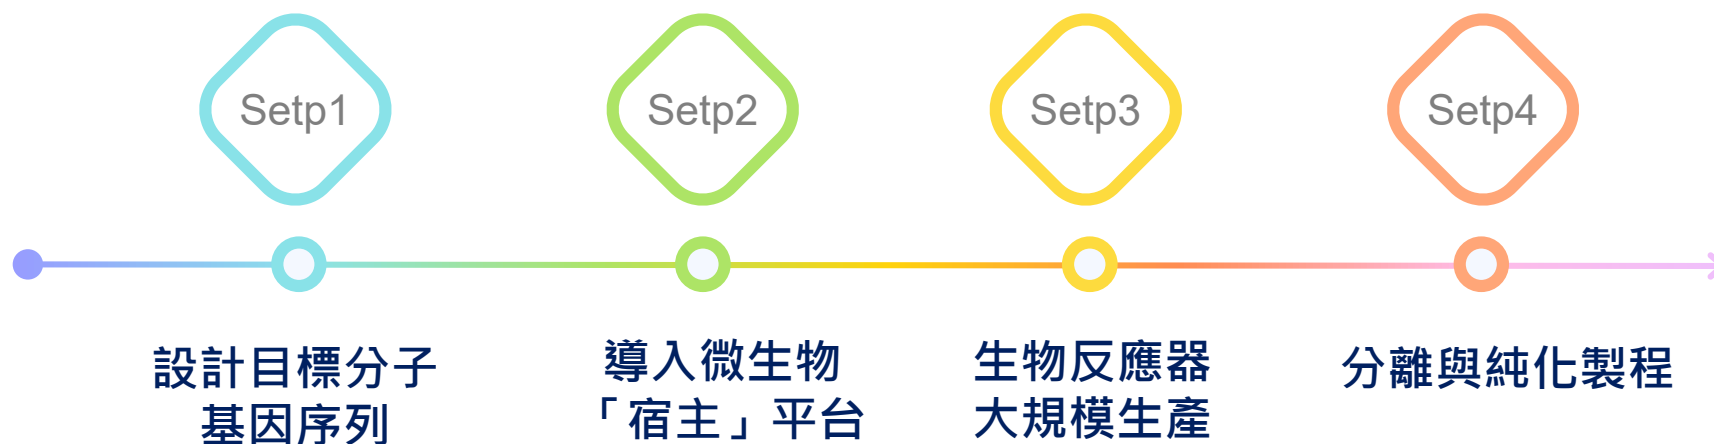 Setp1
Setp2
Setp3
Setp4
設計目標分子
基因序列
導入微生物
「宿主」平台
生物反應器
大規模生產
分離與純化製程